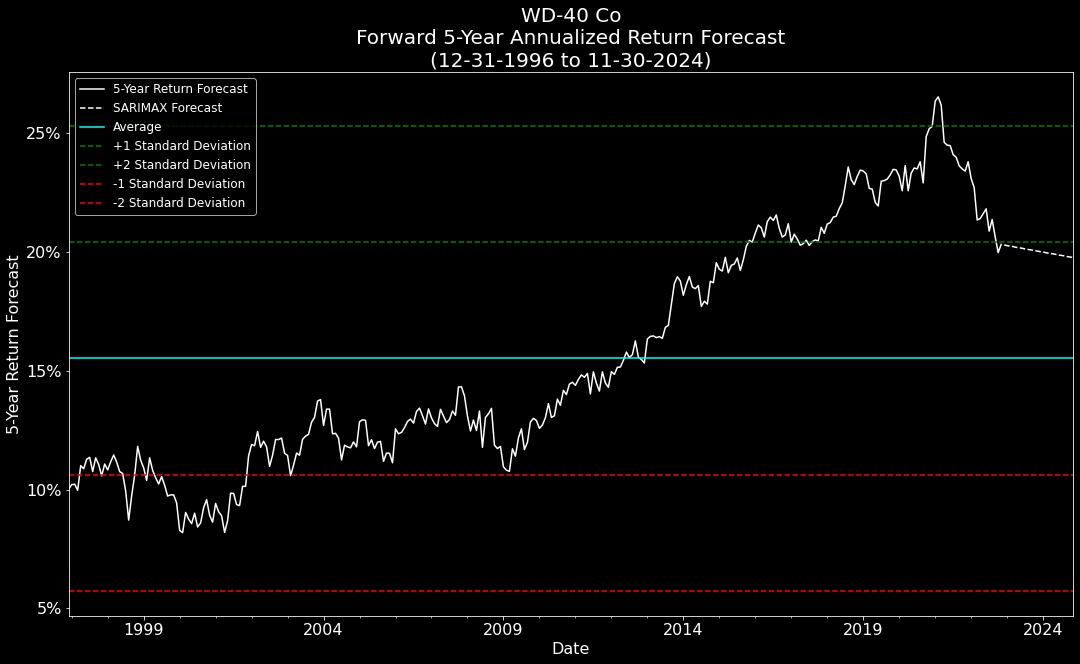 WD-40 Co
Forward 5-Year Annualized Return Forecast
(12-31-1996 to 11-30-2024)
5-Year Return Forecast
SARIMAX Forecast
Average
+1 Standard Deviation
+2 Standard Deviation
-1 Standard Deviation
-2 Standard Deviation
5-Year Return Forecast
25%
20%
15%
10%
5%
1999
2004
2009
2014
2019
2024
Date